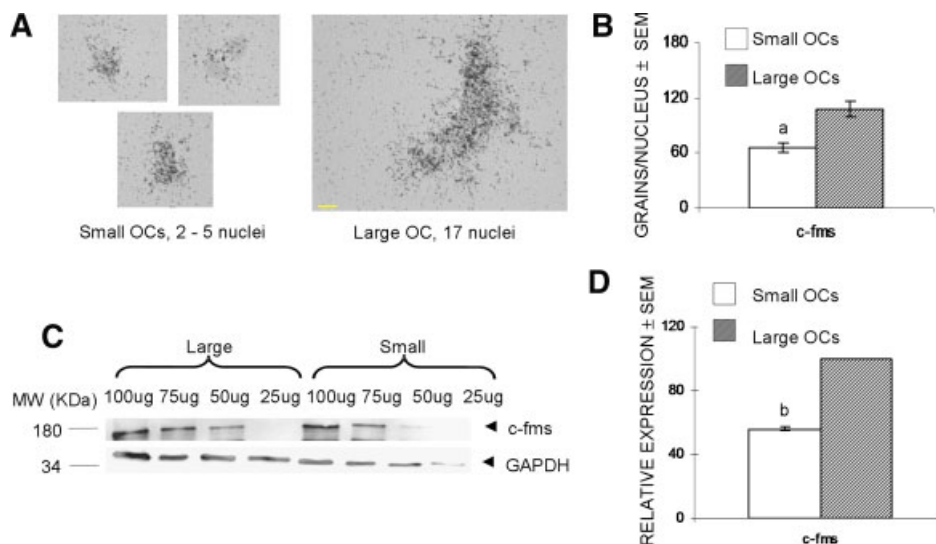 A
Small OCs, 2 - 5 nuclei
Large OC, 17 nuclei
B
GRAINS/NUCLEUS ± SEM
180
120
60
0
Small OCs
Large OCs
a
c-fms
C
Large
Small
MW (KDa)
100ug 75ug 50ug 25ug 100ug 75ug 50ug 25ug
180
c-fms
34
GAPDH
D
RELATIVE EXPRESSION ± SEM
120
80
40
0
Small OCs
Large OCs
b
c-fms